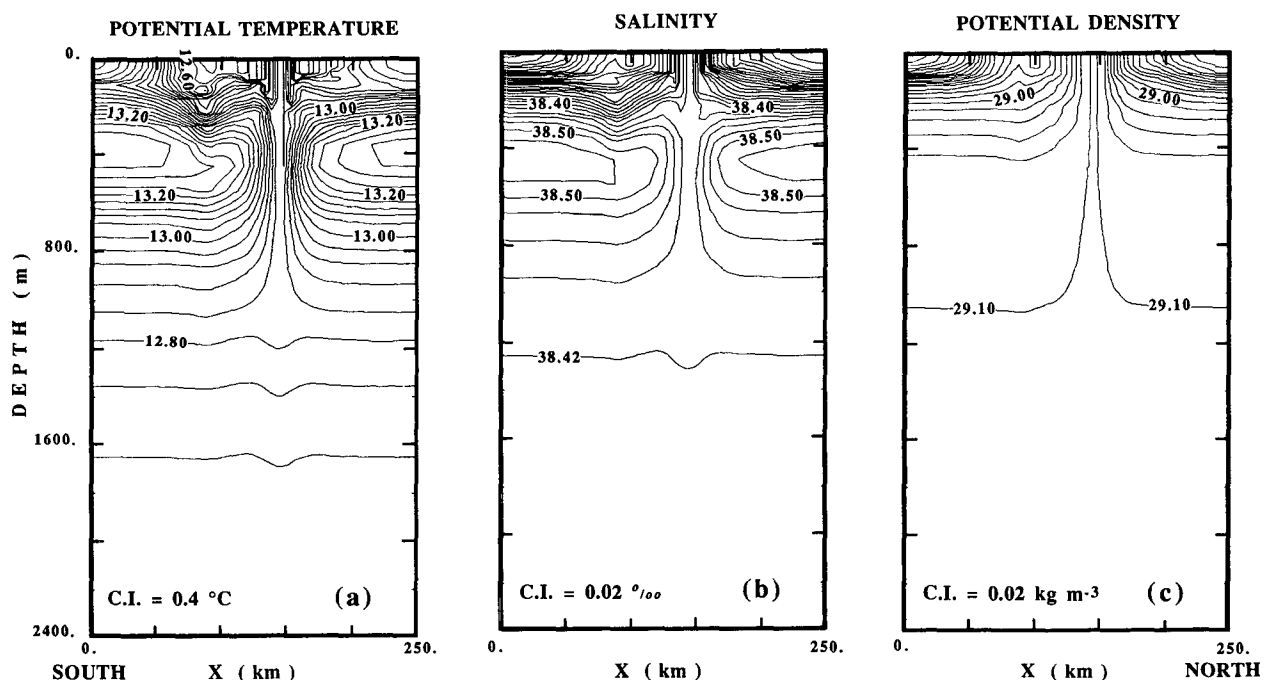 POTENTIAL TEMPERATURE
SALINITY
POTENTIAL DENSITY
0.
12.60
13.20
13.00
13.20
13.20
13.20
13.00
13.00
800.
12.80
1600.
2400.
DEPTH (m)
C.I. = 0.4 °C
(a)
38.40
38.40
38.50
38.50
38.50
38.50
38.42
C.I. = 0.02 o/oo
(b)
29.00
29.00
29.10
29.10
C.I. = 0.02 kg m-3
(c)
0.
250.
0.
250.
0.
250.
SOUTH
X (km)
X (km)
X (km)
NORTH